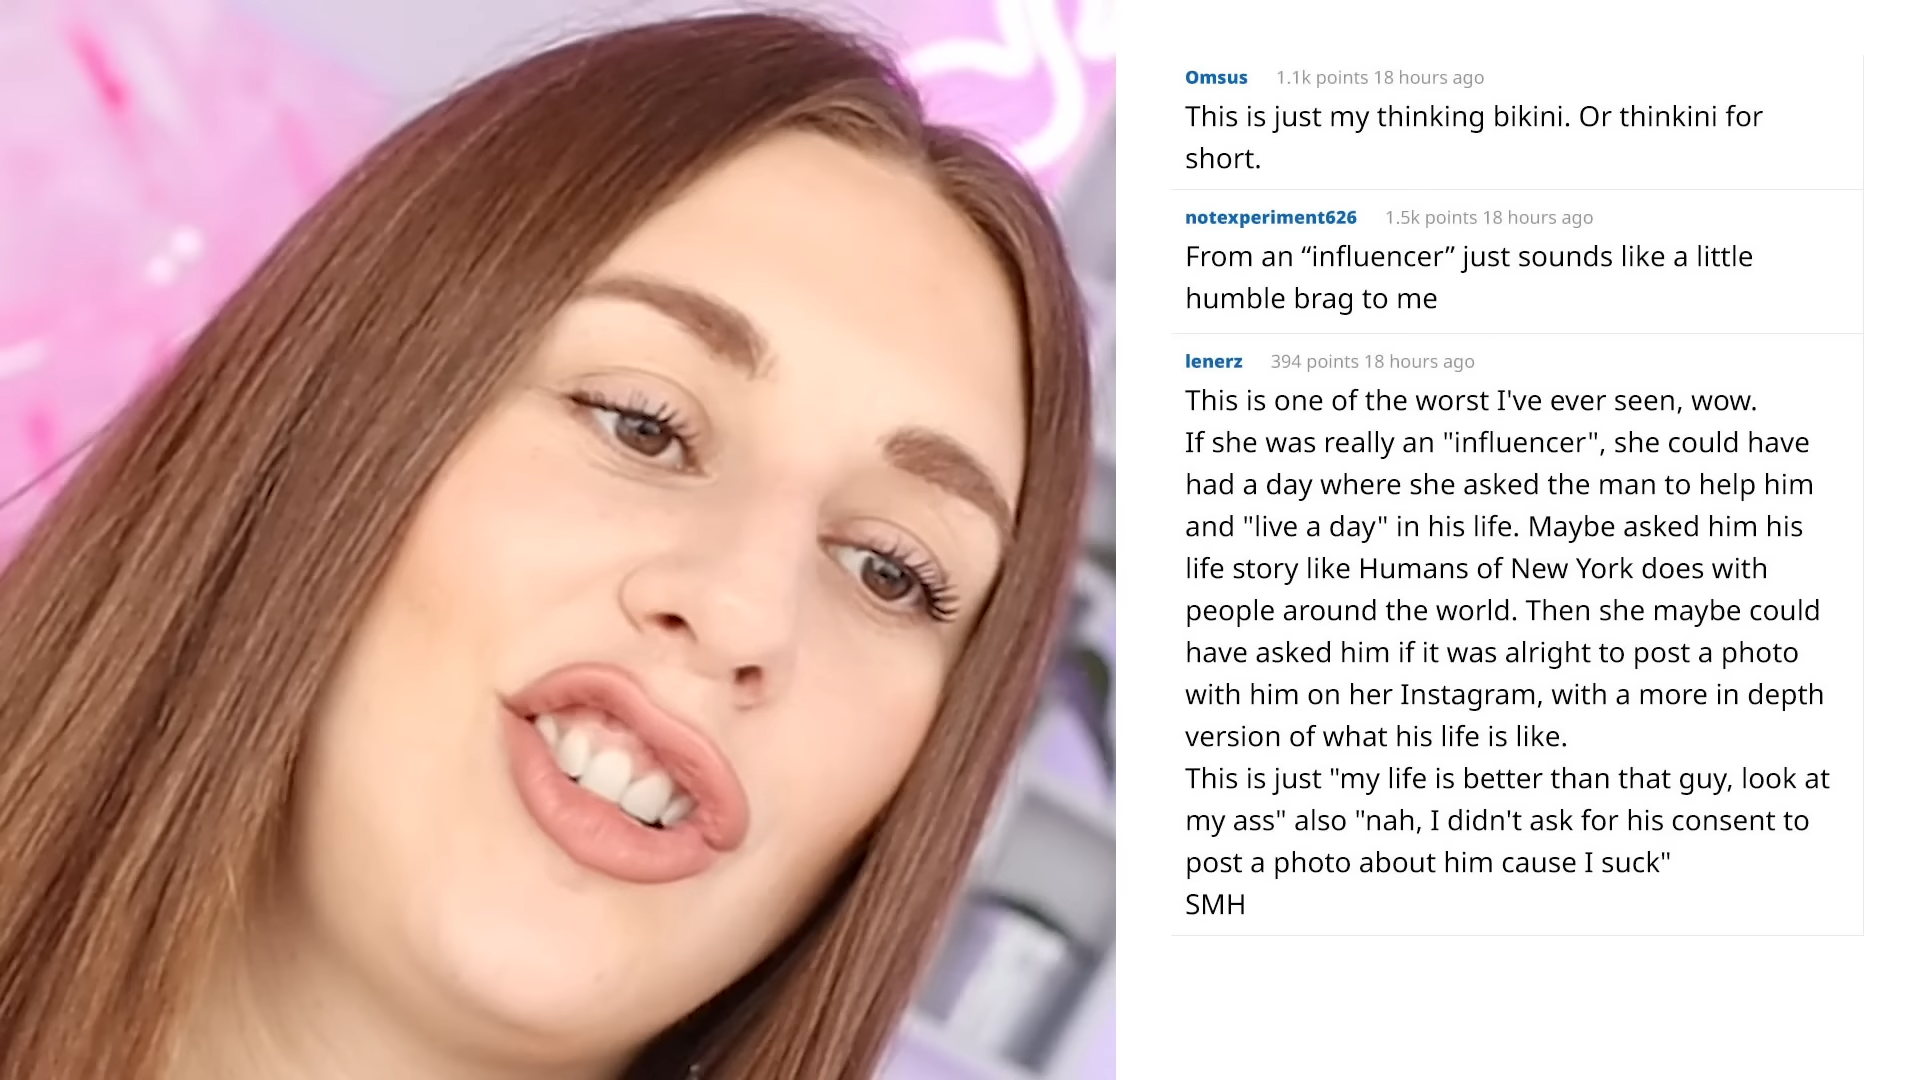 Omsus 1.1k points 18 hours ago
This is just my thinking bikini. Or thinkini for
short.
notexperiment626 1.5k points 18 hours ago
From an “influencer” just sounds like a little
humble brag to me
lenerz 394 points 18 hours ago
This is one of the worst I've ever seen, wow.
If she was really an "influencer", she could have
had a day where she asked the man to help him
and "live a day" in his life. Maybe asked him his
life story like Humans of New York does with
people around the world. Then she maybe could
have asked him if it was alright to post a photo
with him on her Instagram, with a more in depth
version of what his life is like.
This is just "my life is better than that guy, look at
my ass" also "nah, I didn't ask for his consent to
post a photo about him cause I suck"
SMH